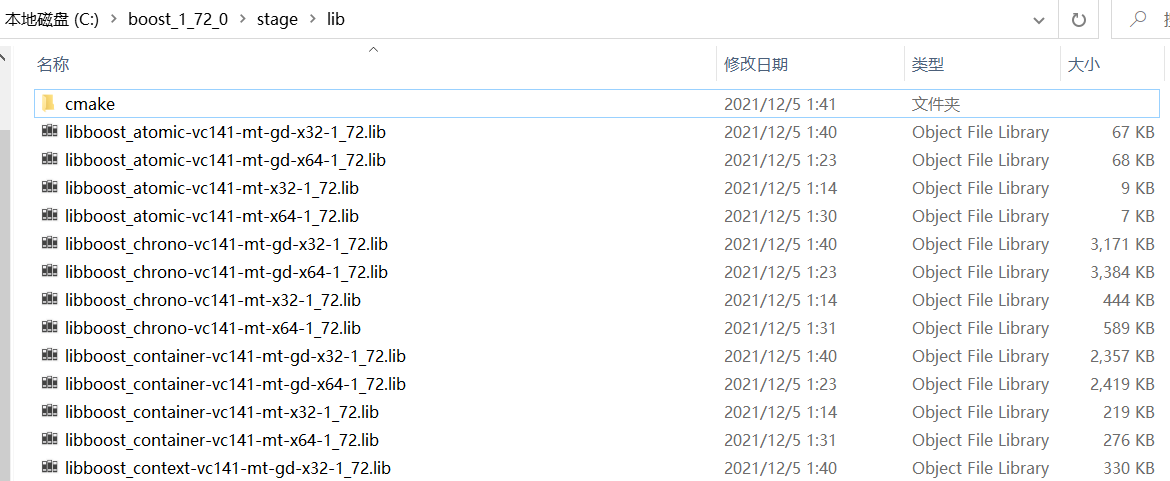 本地磁盘 (C:) > boost_1_72_0 > stage > lib
名称 修改日期 类型 大小
cmake 2021/12/5 1:41 文件夹
libboost_atomic-vc141-mt-gd-x32-1_72.lib 2021/12/5 1:40 Object File Library 67 KB
libboost_atomic-vc141-mt-gd-x64-1_72.lib 2021/12/5 1:23 Object File Library 68 KB
libboost_atomic-vc141-mt-x32-1_72.lib 2021/12/5 1:14 Object File Library 9 KB
libboost_atomic-vc141-mt-x64-1_72.lib 2021/12/5 1:30 Object File Library 7 KB
libboost_chrono-vc141-mt-gd-x32-1_72.lib 2021/12/5 1:40 Object File Library 3,171 KB
libboost_chrono-vc141-mt-gd-x64-1_72.lib 2021/12/5 1:23 Object File Library 3,384 KB
libboost_chrono-vc141-mt-x32-1_72.lib 2021/12/5 1:14 Object File Library 444 KB
libboost_chrono-vc141-mt-x64-1_72.lib 2021/12/5 1:31 Object File Library 589 KB
libboost_container-vc141-mt-gd-x32-1_72.lib 2021/12/5 1:40 Object File Library 2,357 KB
libboost_container-vc141-mt-gd-x64-1_72.lib 2021/12/5 1:23 Object File Library 2,419 KB
libboost_container-vc141-mt-x32-1_72.lib 2021/12/5 1:14 Object File Library 219 KB
libboost_container-vc141-mt-x64-1_72.lib 2021/12/5 1:31 Object File Library 276 KB
libboost_context-vc141-mt-gd-x32-1_72.lib 2021/12/5 1:40 Object File Library 330 KB